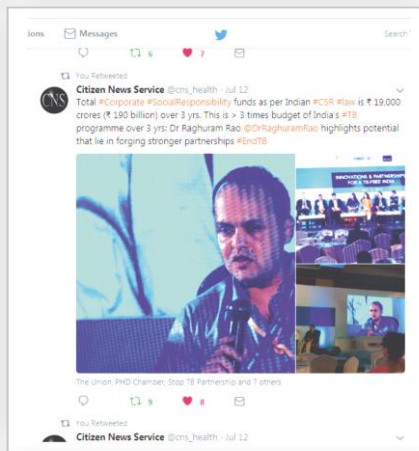 ions Messages Search T
6 7
You Retweeted
Citizen News Service @cns_health · Jul 12
CNS
Total #Corporate #SocialResponsibility funds as per Indian #CSR #law is ₹ 19,000
crores (₹ 190 billion) over 3 yrs. This is > 3 times budget of India's #TB
programme over 3 yrs: Dr Raghuram Rao @DrRaghuramRao highlights potential
that lie in forging stronger partnerships #EndTB
INNOVATIONS & PARTNERSHIPS
FOR A TB-FREE INDIA
The Union, PHD Chamber, Stop TB Partnership and 7 others
9 8
You Retweeted
Citizen News Service @cns_health · Jul 12